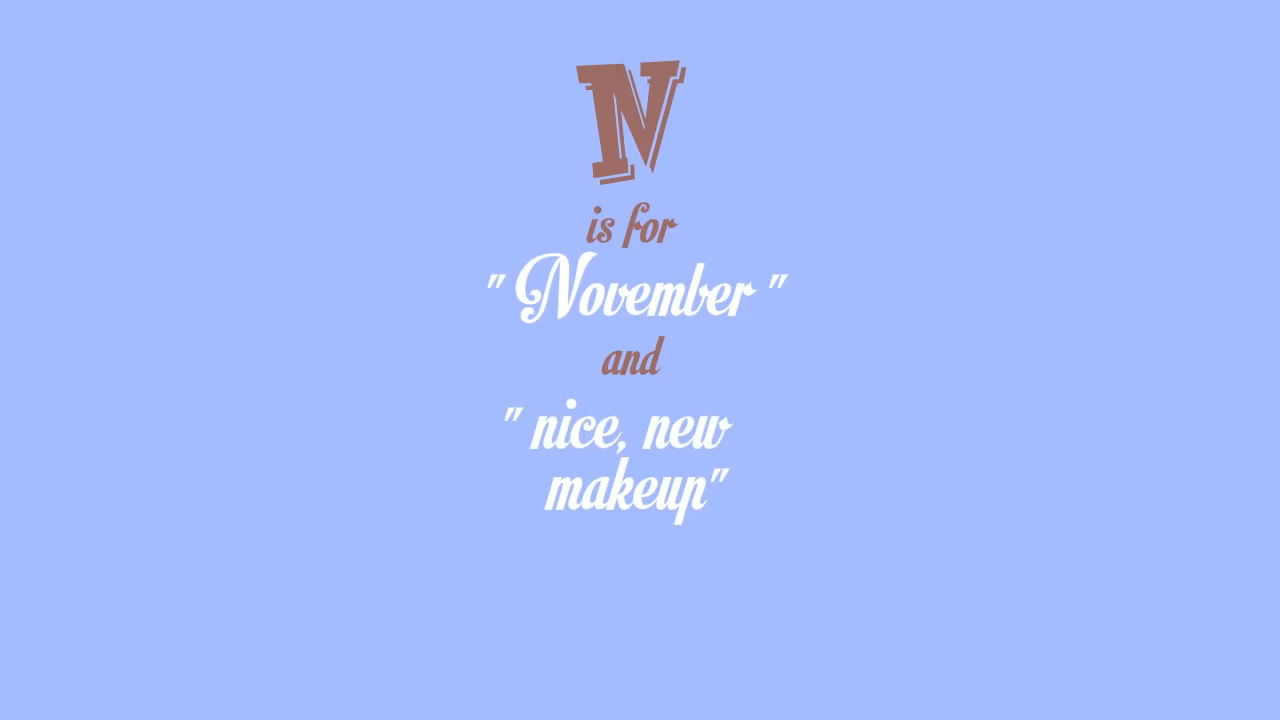 N
is for
" November "
and
" nice, new
makeup"